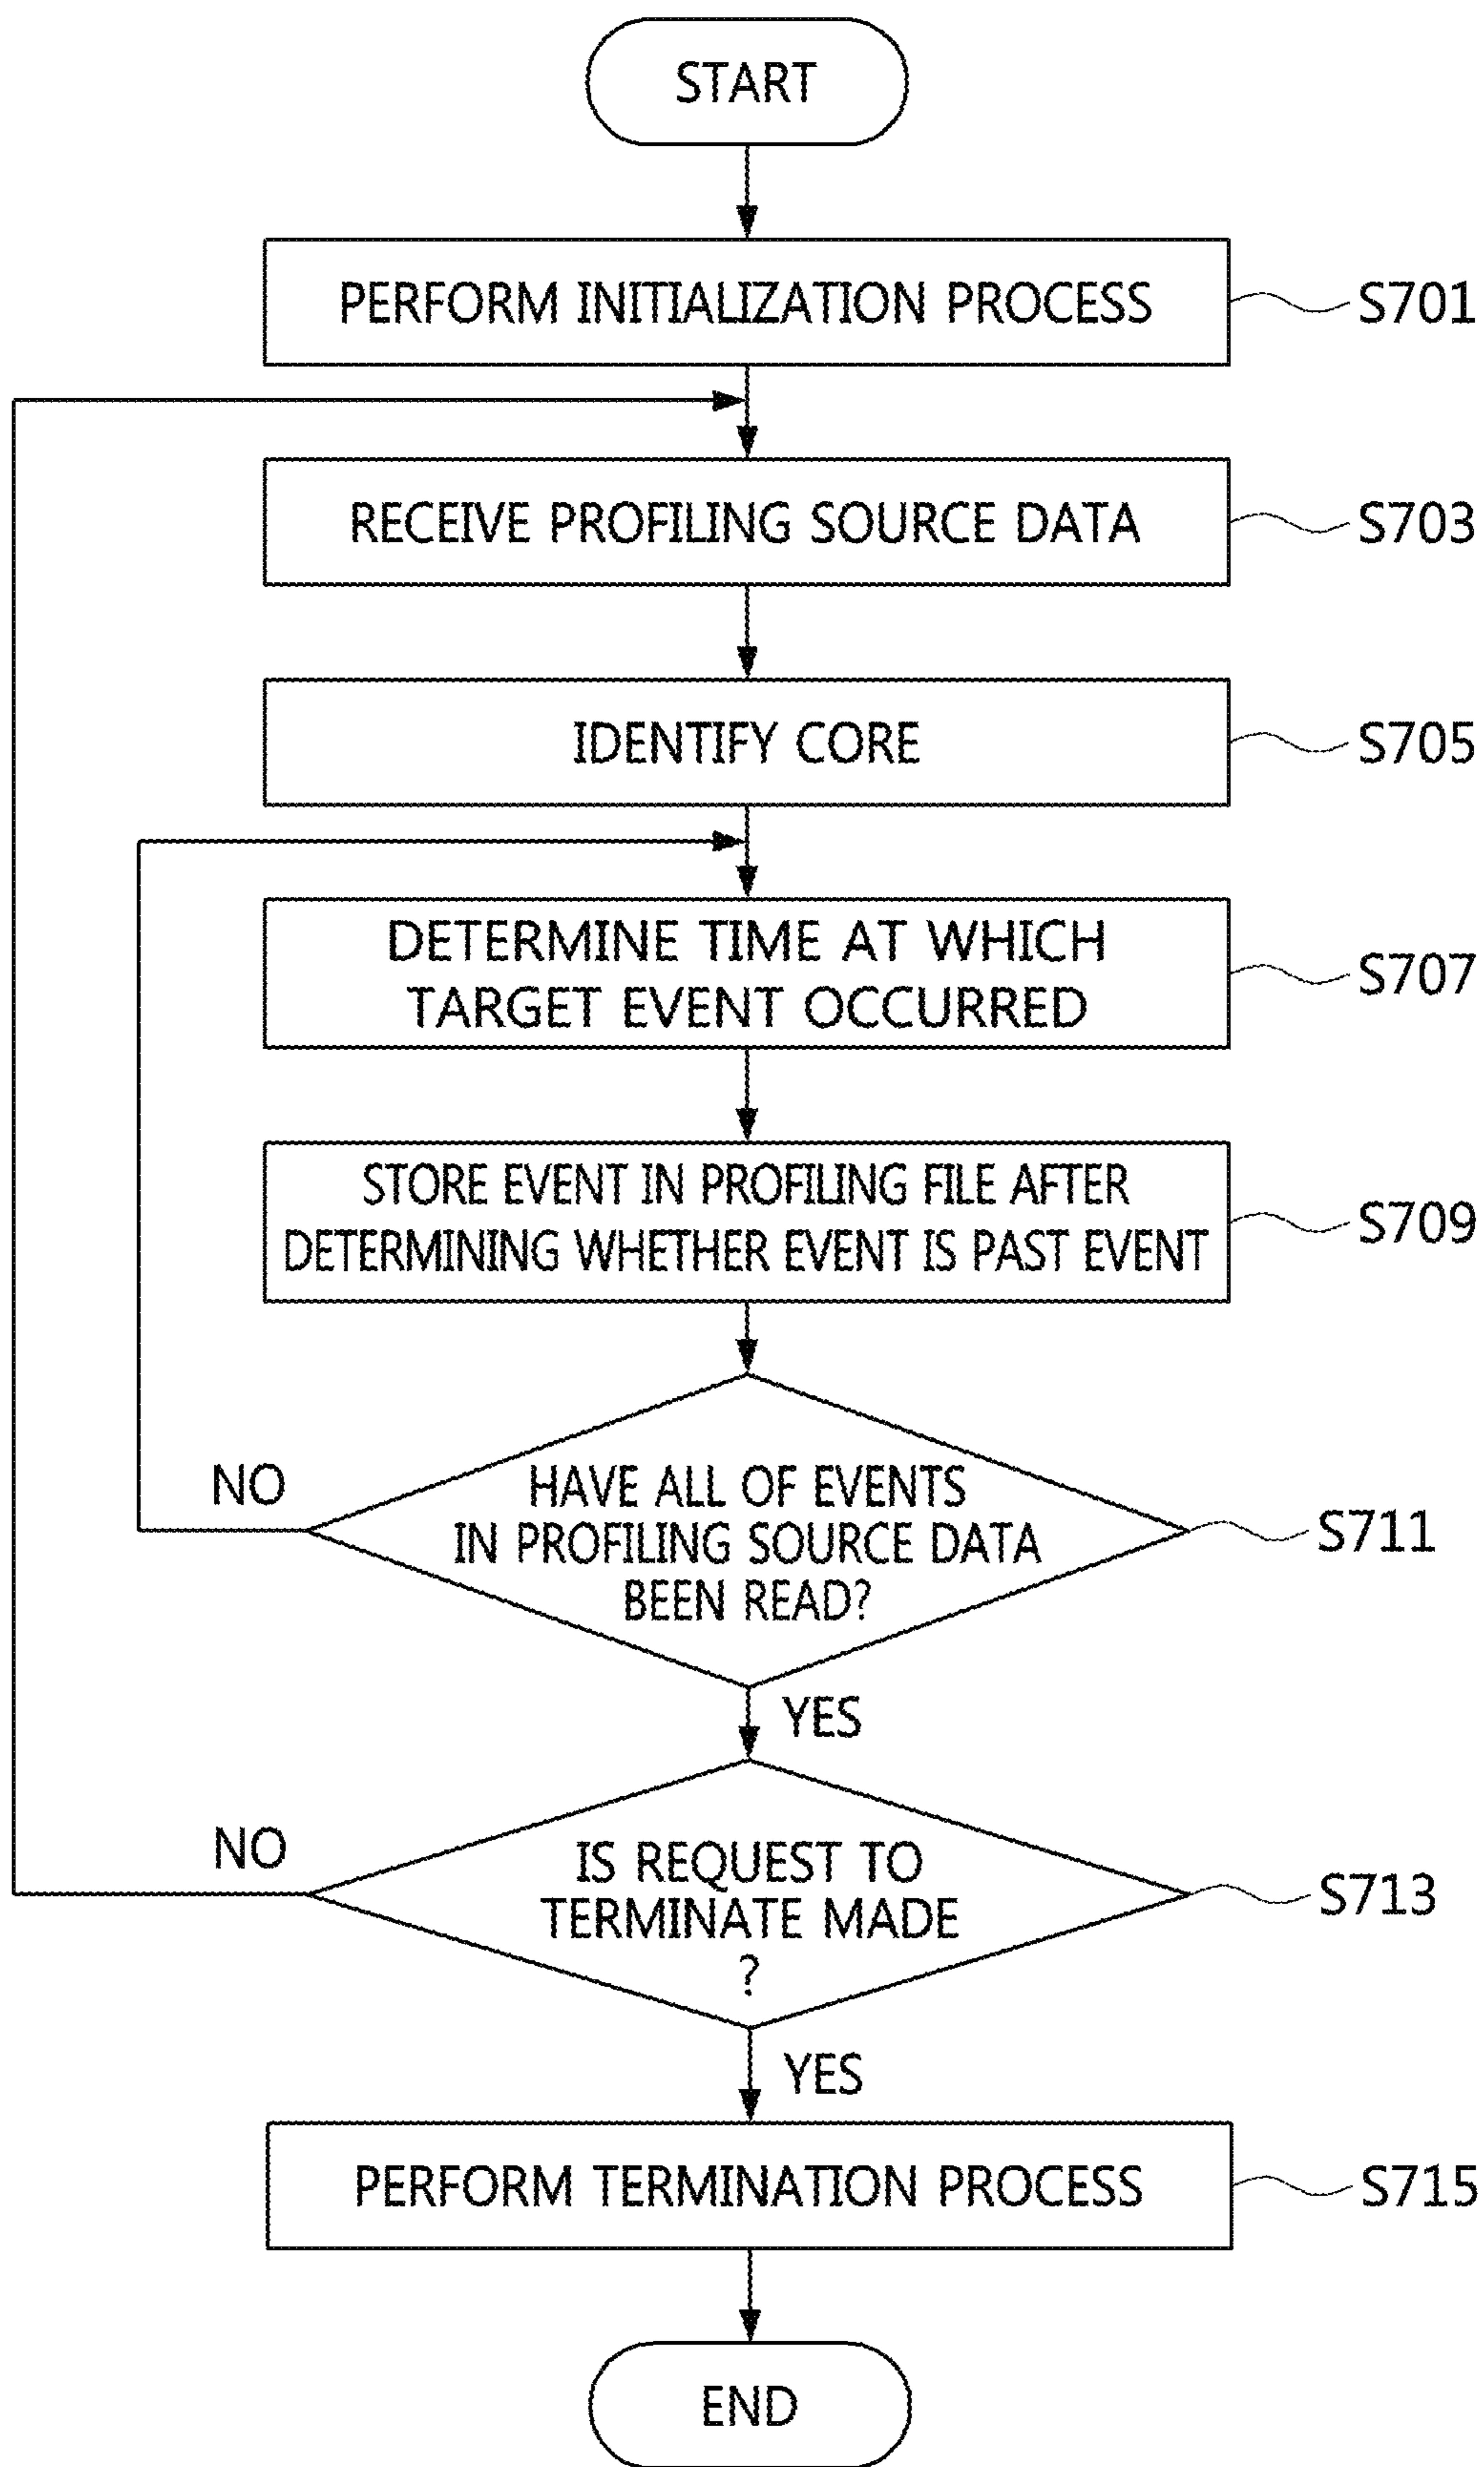 START
PERFORM INITIALIZATION PROCESS
S701
RECEIVE PROFILING SOURCE DATA
S703
IDENTIFY CORE
S705
DETERMINE TIME AT WHICH
TARGET EVENT OCCURRED
S707
STORE EVENT IN PROFILING FILE AFTER
DETERMINING WHETHER EVENT IS PAST EVENT
S709
NO
HAVE ALL OF EVENTS
IN PROFILING SOURCE DATA
BEEN READ?
S711
YES
NO
IS REQUEST TO
TERMINATE MADE
?
S713
YES
PERFORM TERMINATION PROCESS
S715
END